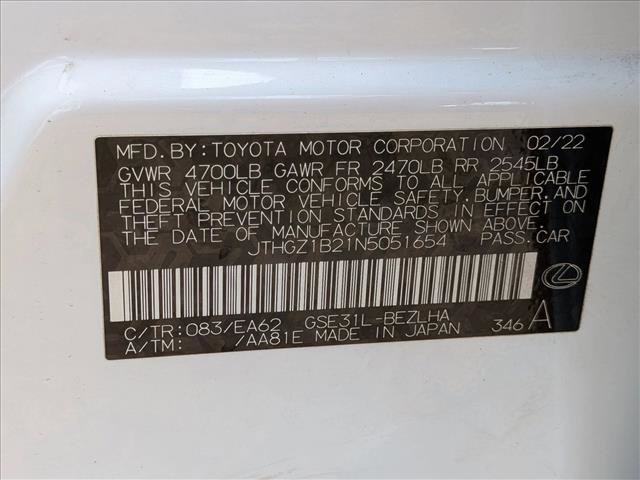 MFD.BY:TOYOTA MOTOR CORPORATION 02/22
GVWR 4700LB GAWR FR 2470LB RR 2545LB
THIS VEHICLE CONFORMS TO ALL APPLICABLE
FEDERAL MOTOR VEHICLE SAFETY,BUMPER,AND
THEFT PREVENTION STANDARDS IN EFFECT ON
THE DATE OF MANUFACTURE SHOWN ABOVE.
JTHGZ1B21N5051654 PASS.CAR
C/TR:083/EA62 GSE31L-BEZLHA
A/TM: /AA81E MADE IN JAPAN 346 A